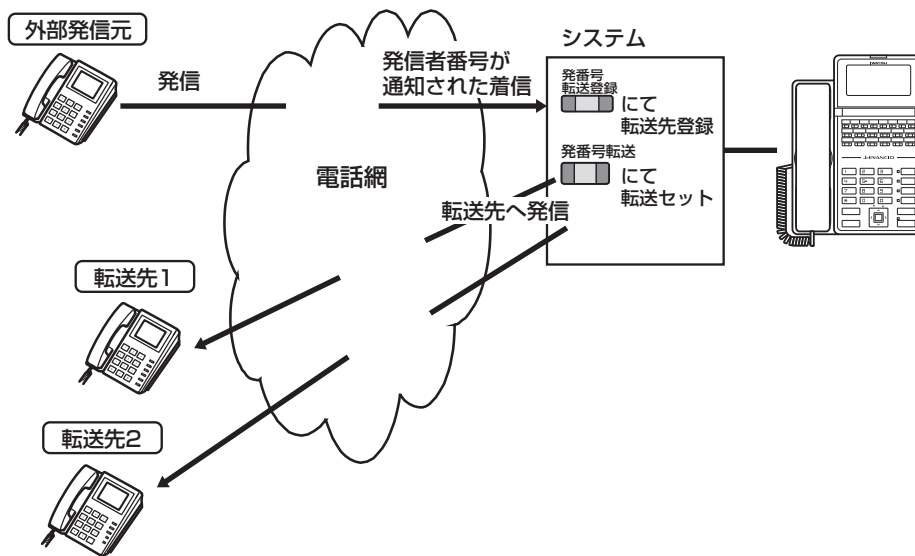 外部発信元
発信
発信者番号が
通知された着信
システム
発番号
転送登録
にて
転送先登録
発番号転送
にて
転送セット
電話網
転送先へ発信
転送先1
転送先2